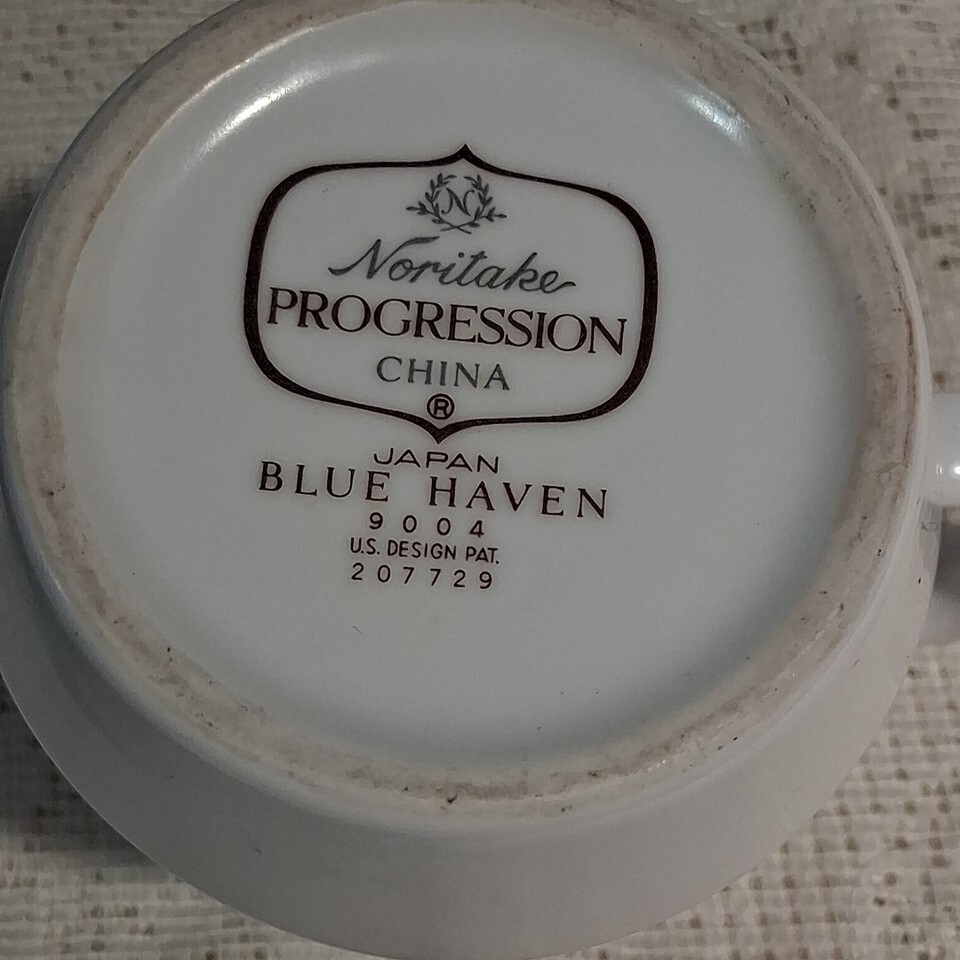 N
Noritake
PROGRESSION
CHINA
®
JAPAN
BLUE HAVEN
9004
U.S. DESIGN PAT.
207729